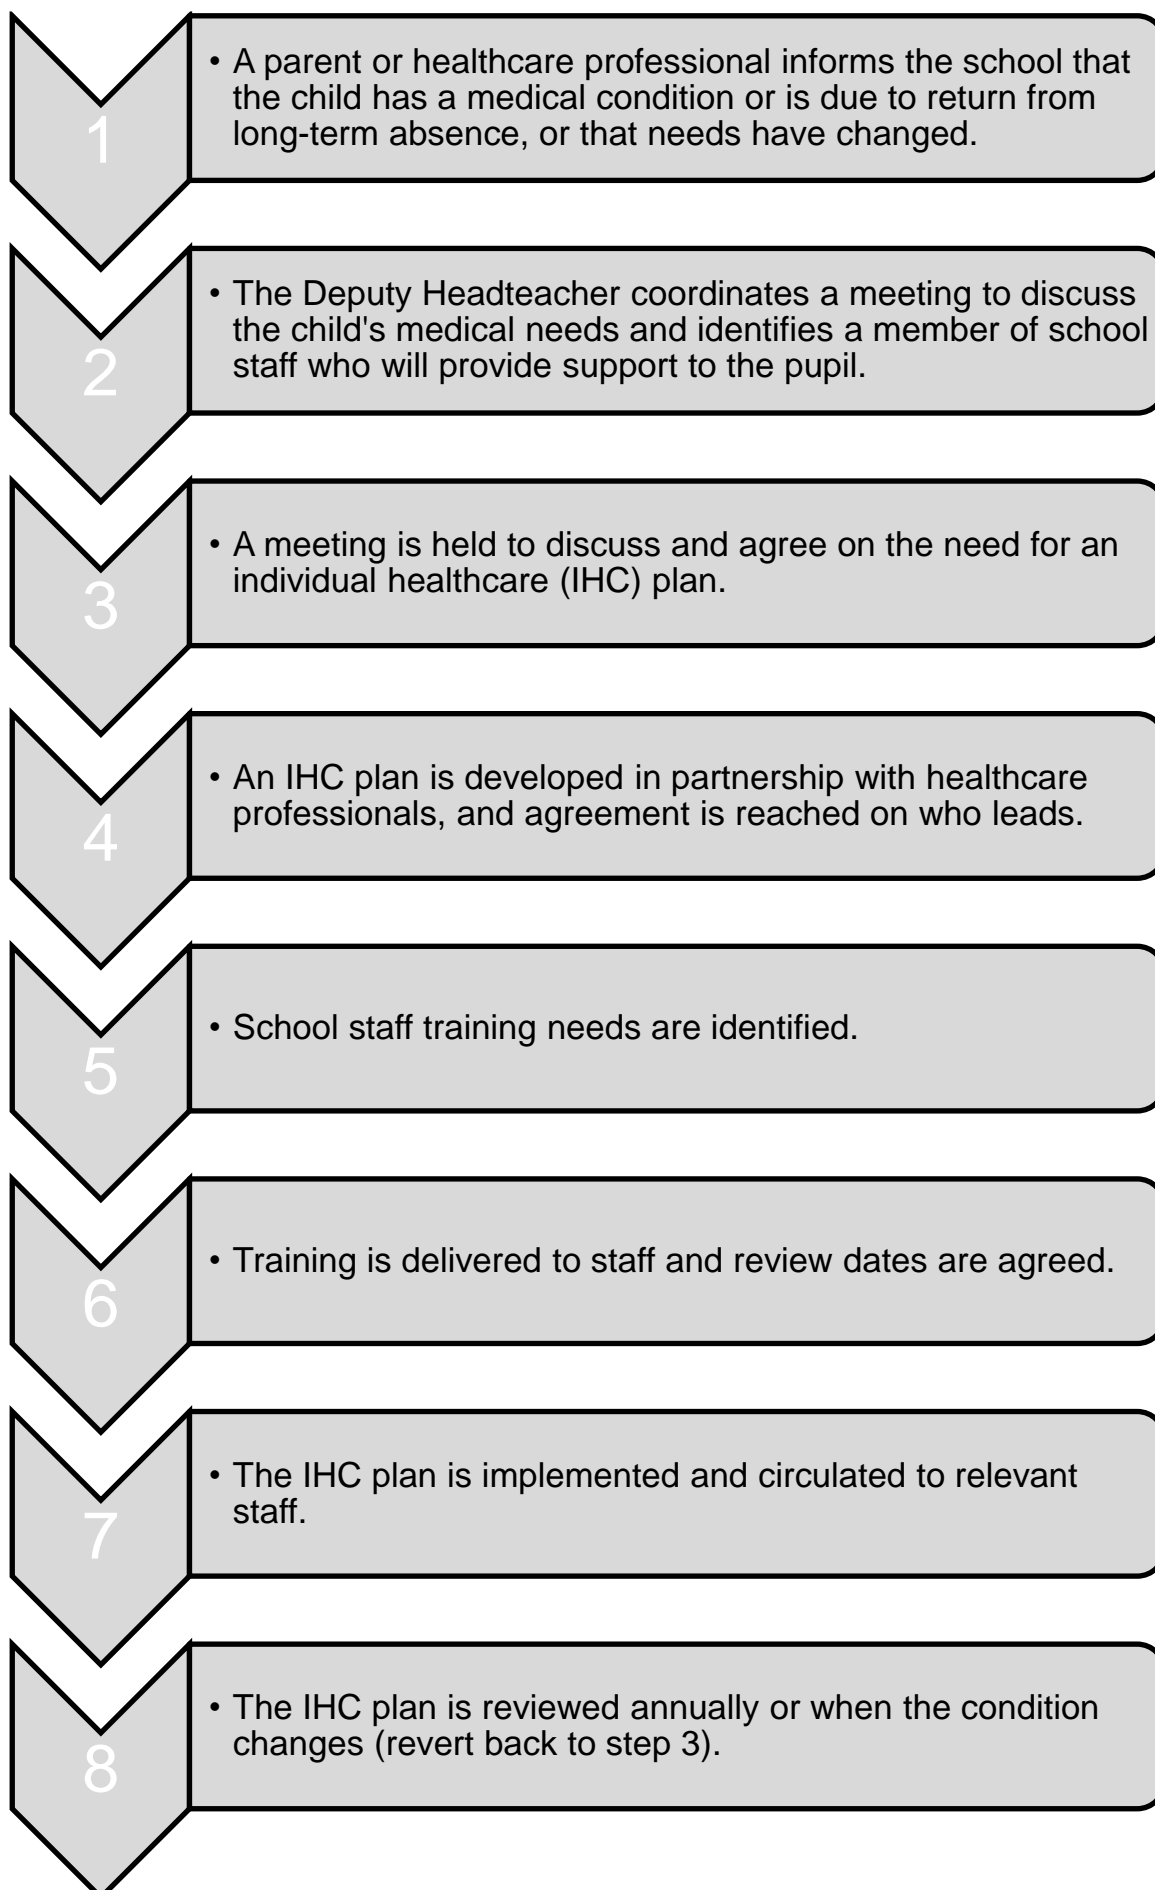 1
• A parent or healthcare professional informs the school that
the child has a medical condition or is due to return from
long-term absence, or that needs have changed.
2
• The Deputy Headteacher coordinates a meeting to discuss
the child's medical needs and identifies a member of school
staff who will provide support to the pupil.
3
• A meeting is held to discuss and agree on the need for an
individual healthcare (IHC) plan.
4
• An IHC plan is developed in partnership with healthcare
professionals, and agreement is reached on who leads.
5
• School staff training needs are identified.
6
• Training is delivered to staff and review dates are agreed.
7
• The IHC plan is implemented and circulated to relevant
staff.
8
• The IHC plan is reviewed annually or when the condition
changes (revert back to step 3).